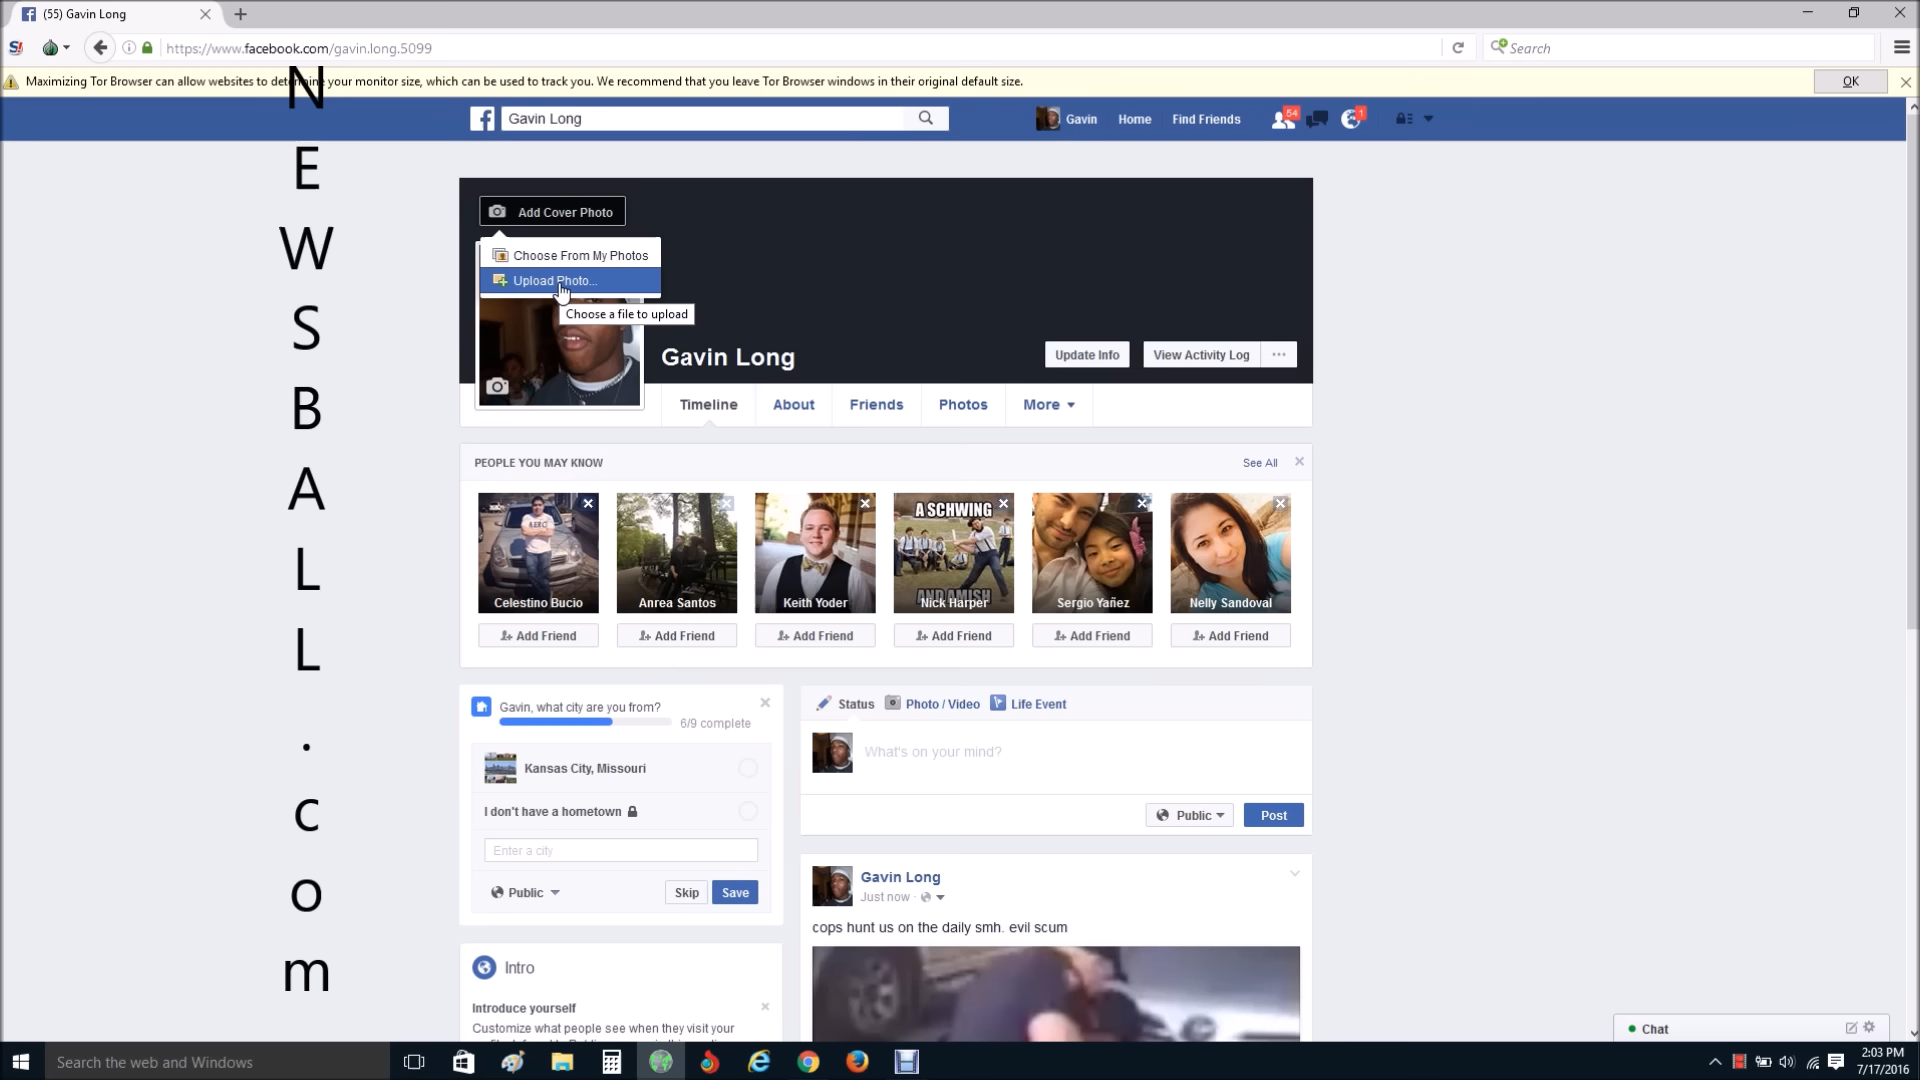 (55) Gavin Long
https://www.facebook.com/gavin.long.5099
Search
Maximizing Tor Browser can allow websites to determine your monitor size, which can be used to track you. We recommend that you leave Tor Browser windows in their original default size.
OK
NEWSBALL.com
Gavin Long
Gavin
Home
Find Friends
54
1
Add Cover Photo
Choose From My Photos
Upload Photo...
Choose a file to upload
Gavin Long
Update Info
View Activity Log
Timeline
About
Friends
Photos
More
PEOPLE YOU MAY KNOW
See All
AERO
A SCHWING
AND AMISH
Celestino Bucio
Anrea Santos
Keith Yoder
Nick Harper
Sergio Yañez
Nelly Sandoval
Add Friend
Add Friend
Add Friend
Add Friend
Add Friend
Add Friend
Gavin, what city are you from?
6/9 complete
Kansas City, Missouri
I don't have a hometown
Enter a city
Public
Skip
Save
Intro
Introduce yourself
Customize what people see when they visit your
Status
Photo / Video
Life Event
What's on your mind?
Public
Post
Gavin Long
Just now
cops hunt us on the daily smh. evil scum
Chat
Search the web and Windows
2:03 PM
7/17/2016